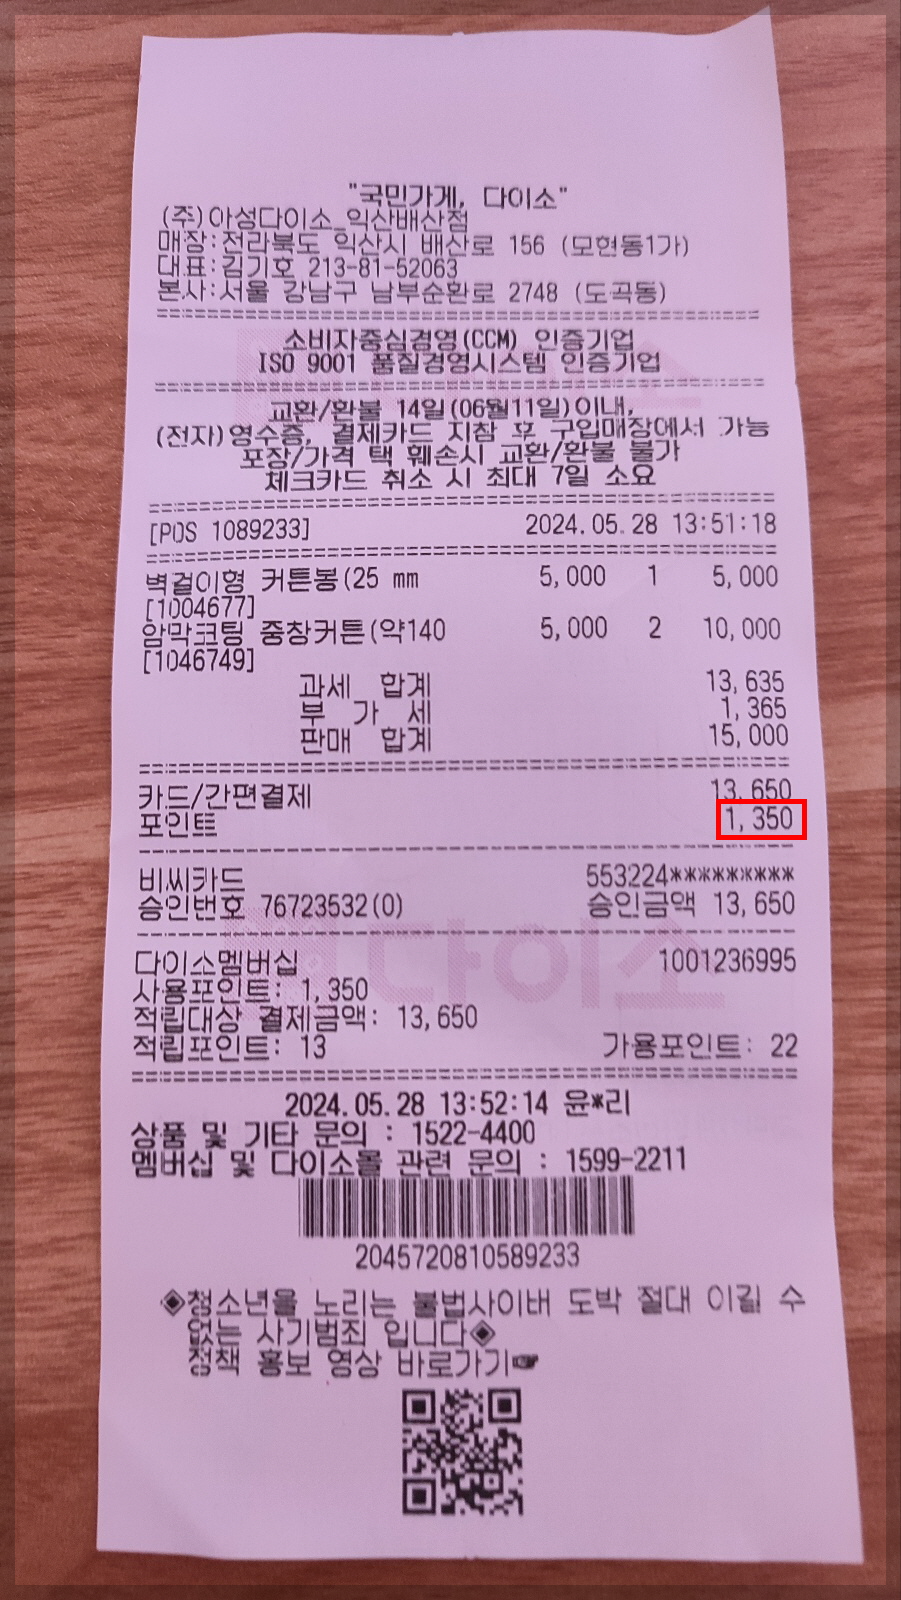 "국민가게, 다이소"
(주)아성다이소_익산배산점
매장:전라북도 익산시 배산로 156 (모현동1가)
대표:김기호 213-81-52063
본사:서울 강남구 남부순환로 2748 (도곡동)
소비자중심경영(CCM) 인증기업
ISO 9001 품질경영시스템 인증기업
교환/환불 14일(06월11일)이내,
(전자)영수증, 결제카드 지참 후 구입매장에서 가능
포장/가격 택 훼손시 교환/환불 불가
체크카드 취소 시 최대 7일 소요
[POS 1089233] 2024.05.28 13:51:18
벽걸이형 커튼봉(25 mm 5,000 1 5,000
[1004677]
암막코팅 중창커튼(약140 5,000 2 10,000
[1046749]
과세 합계 13,635
부 가 세 1,365
판매 합계 15,000
카드/간편결제 13,650
포인트 1,350
비씨카드 553224**********
승인번호 76723532(0) 승인금액 13,650
다이소멤버십 1001236995
사용포인트: 1,350
적립대상 결제금액: 13,650
적립포인트: 13 가용포인트: 22
2024.05.28 13:52:14 윤*리
상품 및 기타 문의 : 1522-4400
멤버십 및 다이소몰 관련 문의 : 1599-2211
2045720810589233
◈청소년을 노리는 불법사이버 도박 절대 이길 수
없는 사기범죄 입니다◈
정책 홍보 영상 바로가기☞